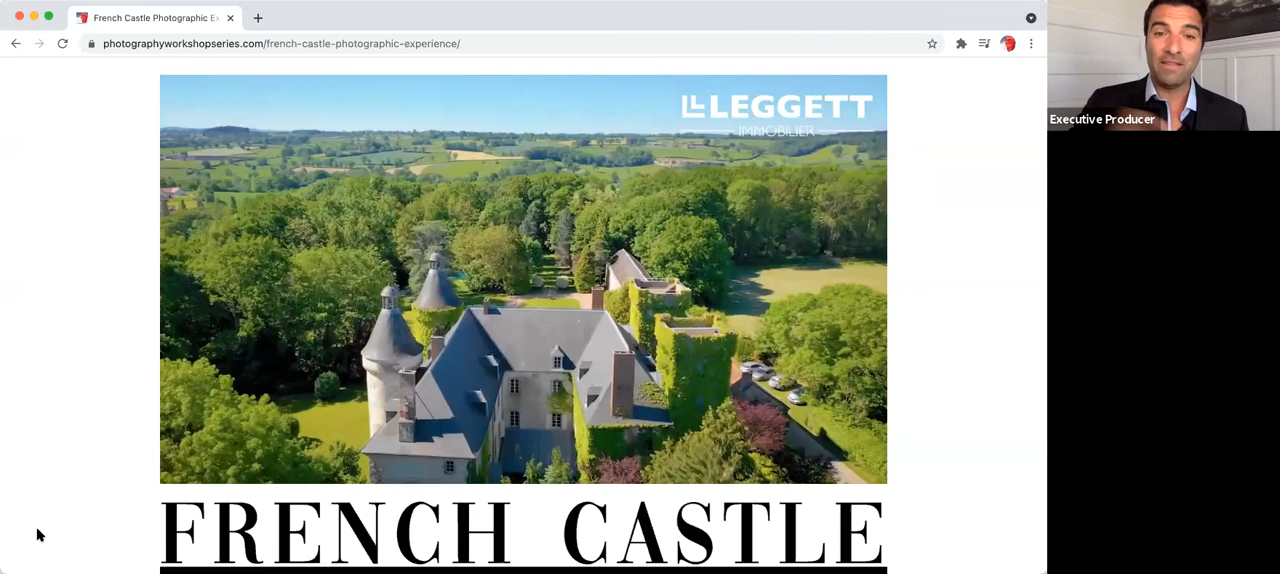 French Castle Photographic Ex
photographyworkshopseries.com/french-castle-photographic-experience/
Executive Producer
LEGGETT
IMMOBILIER
FRENCH CASTLE